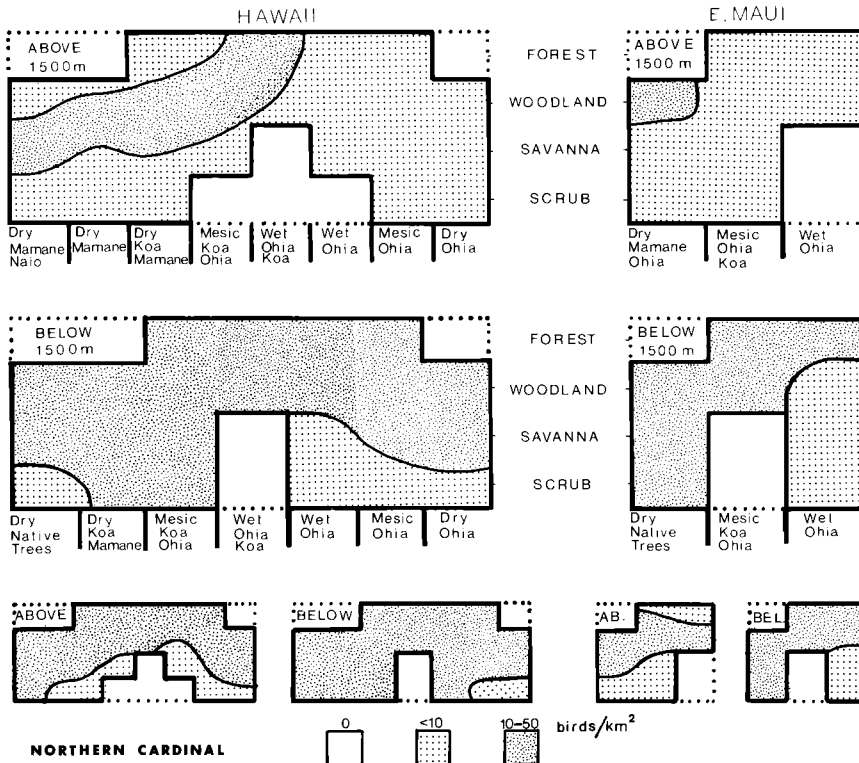 HAWAII
E. MAUI
ABOVE
1500m
FOREST
WOODLAND
SAVANNA
SCRUB
ABOVE
1500m
Dry
Mamane
Naio
Dry
Mamane
Dry
Koa
Mamane
Mesic
Koa
Ohia
Wet
Ohia
Koa
Wet
Ohia
Mesic
Ohia
Dry
Ohia
Dry
Mamane
Ohia
Mesic
Ohia
Koa
Wet
Ohia
BELOW
1500m
FOREST
WOODLAND
SAVANNA
SCRUB
BELOW
1500m
Dry
Native
Trees
Dry
Koa
Mamane
Mesic
Koa
Ohia
Wet
Ohia
Koa
Wet
Ohia
Mesic
Ohia
Dry
Ohia
Dry
Native
Trees
Mesic
Koa
Ohia
Wet
Ohia
ABOVE
BELOW
AB.
BEL.
NORTHERN CARDINAL
0
<10
10-50
birds/km²